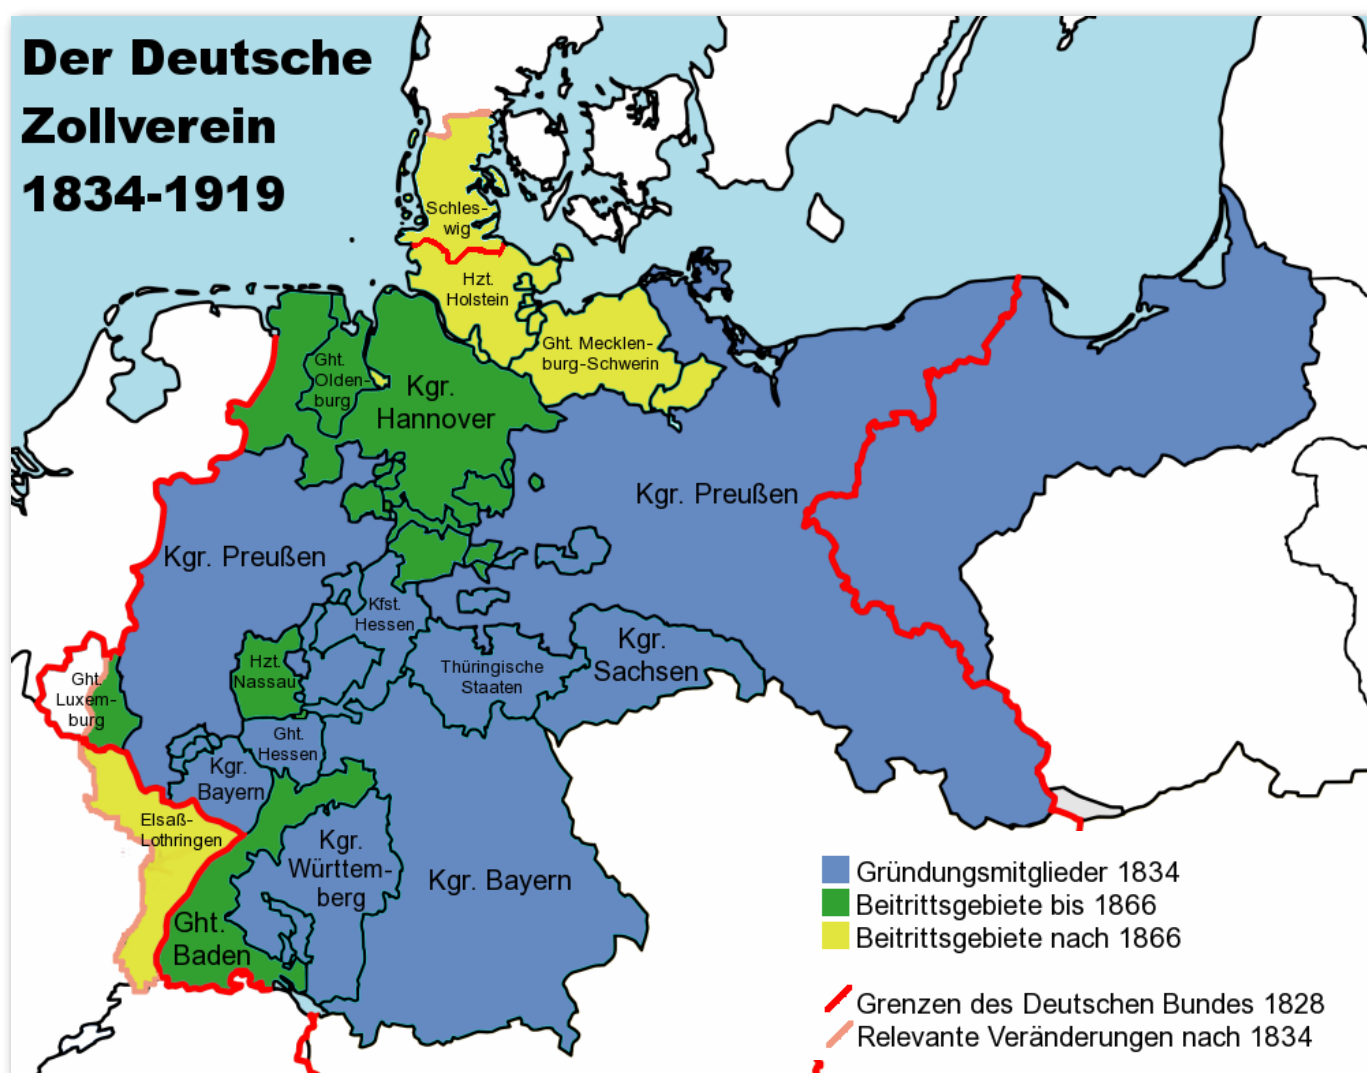 Der Deutsche
Zollverein
1834-1919
Schles-
wig
Hzt.
Holstein
Ght. Mecklen-
burg-Schwerin
Ght.
Olden-
burg
Kgr.
Hannover
Kgr. Preußen
Kgr. Preußen
Kfst.
Hessen
Kgr.
Sachsen
Hzt.
Nassau
Thüringische
Staaten
Ght.
Luxem-
burg
Ght.
Hessen
Kgr.
Bayern
Elsaß-
Lothringen
Kgr.
Württem-
berg
Kgr. Bayern
Ght.
Baden
Gründungsmitglieder 1834
Beitrittsgebiete bis 1866
Beitrittsgebiete nach 1866
Grenzen des Deutschen Bundes 1828
Relevante Veränderungen nach 1834